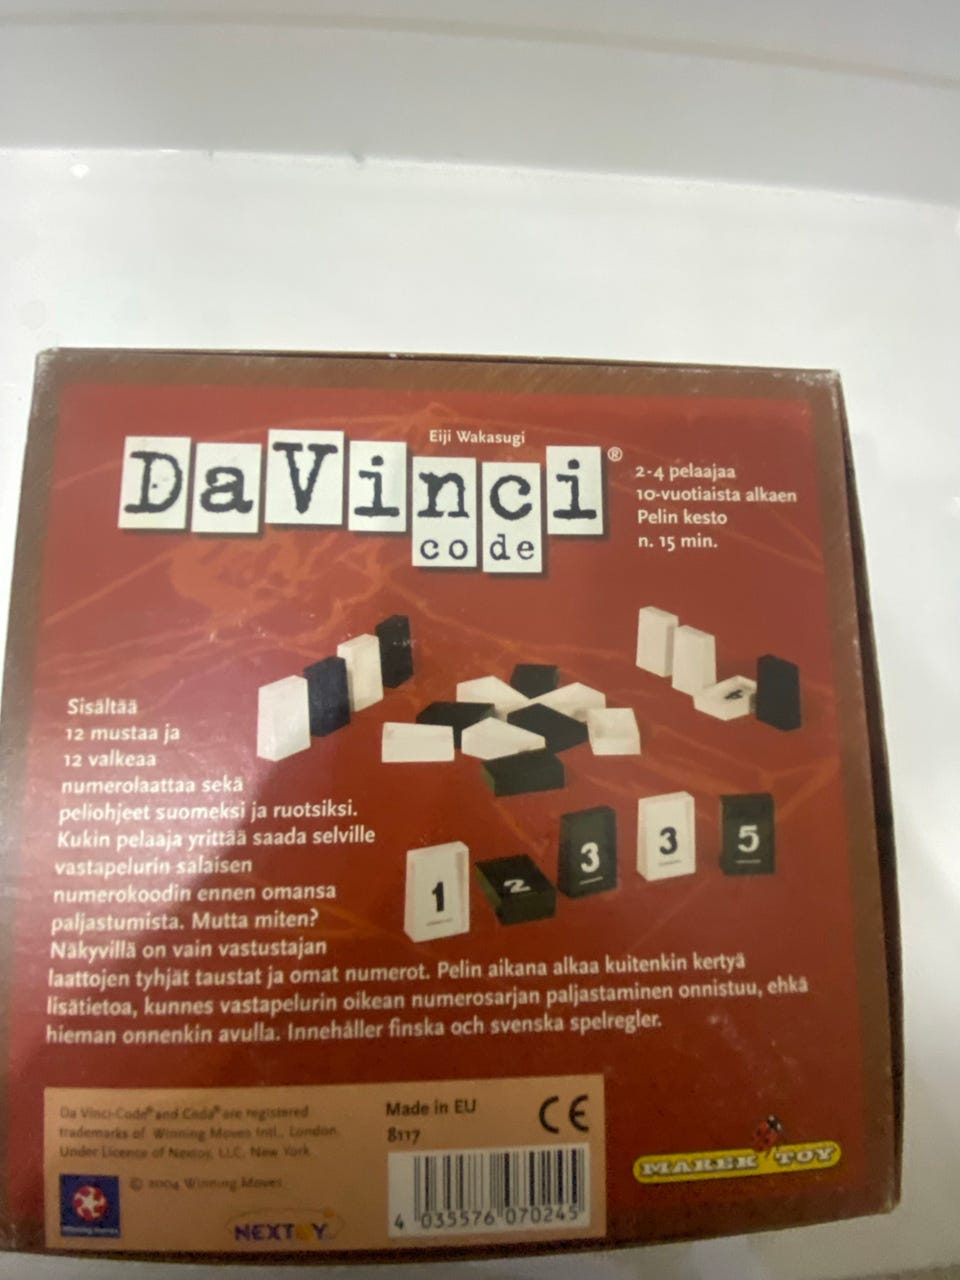 Eiji Wakasugi
DaVinci®
code
2-4 pelaajaa
10-vuotiaista alkaen
Pelin kesto
n. 15 min.
4
1
2
3
3
5
Sisältää
12 mustaa ja
12 valkeaa
numerolaattaa sekä
peliohjeet suomeksi ja ruotsiksi.
Kukin pelaaja yrittää saada selville
vastapelurin salaisen
numerokoodin ennen omansa
paljastumista. Mutta miten?
Näkyvillä on vain vastustajan
laattojen tyhjät taustat ja omat numerot. Pelin aikana alkaa kuitenkin kertyä
lisätietoa, kunnes vastapelurin oikean numerosarjan paljastaminen onnistuu, ehkä
hieman onnenkin avulla. Innehåller finska och svenska spelregler.
Da Vinci-Code® and Coda® are registered
trademarks of Winning Moves Intl., London.
Under Licence of Nextoy, LLC, New York
© 2004 Winning Moves
NEXTOY
Made in EU
8117
CE
4 035576 070245
MAREK TOY